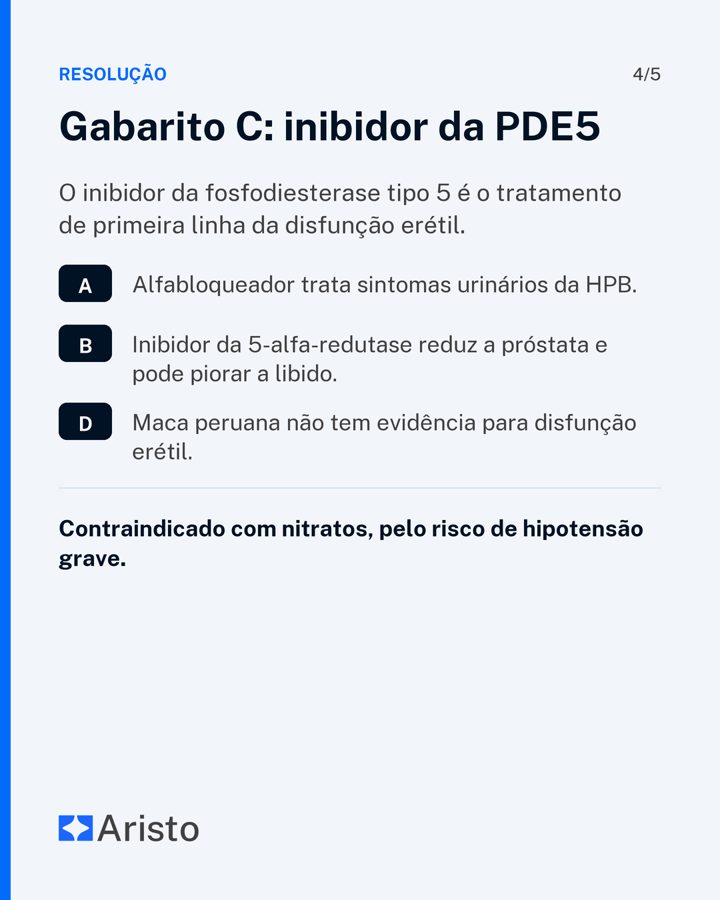 RESOLUÇÃO
4/5
Gabarito C: inibidor da PDE5
O inibidor da fosfodiesterase tipo 5 é o tratamento
de primeira linha da disfunção erétil.
A
Alfabloqueador trata sintomas urinários da HPB.
B
Inibidor da 5-alfa-redutase reduz a próstata e
pode piorar a libido.
D
Maca peruana não tem evidência para disfunção
erétil.
Contraindicado com nitratos, pelo risco de hipotensão
grave.
Aristo